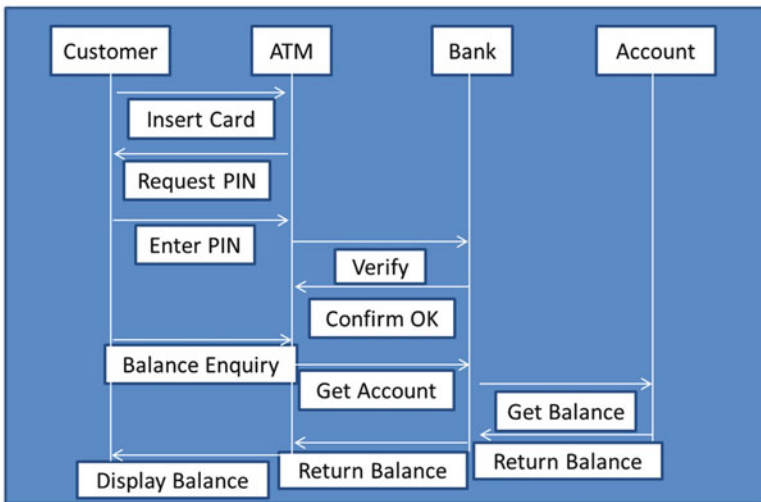 Customer
ATM
Bank
Account
Insert Card
Request PIN
Enter PIN
Verify
Confirm OK
Balance Enquiry
Get Account
Get Balance
Return Balance
Return Balance
Display Balance